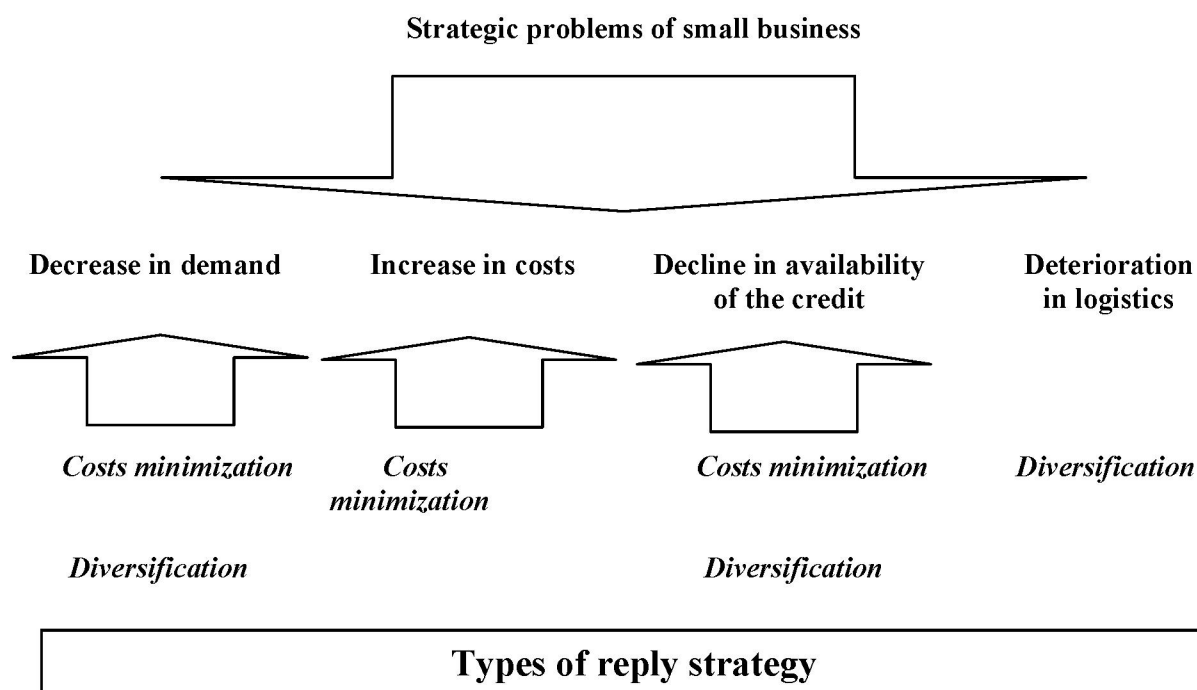 Strategic problems of small business
Decrease in demand
Increase in costs
Decline in availability
of the credit
Deterioration
in logistics
Costs minimization
Costs
minimization
Costs minimization
Diversification
Diversification
Diversification
Types of reply strategy